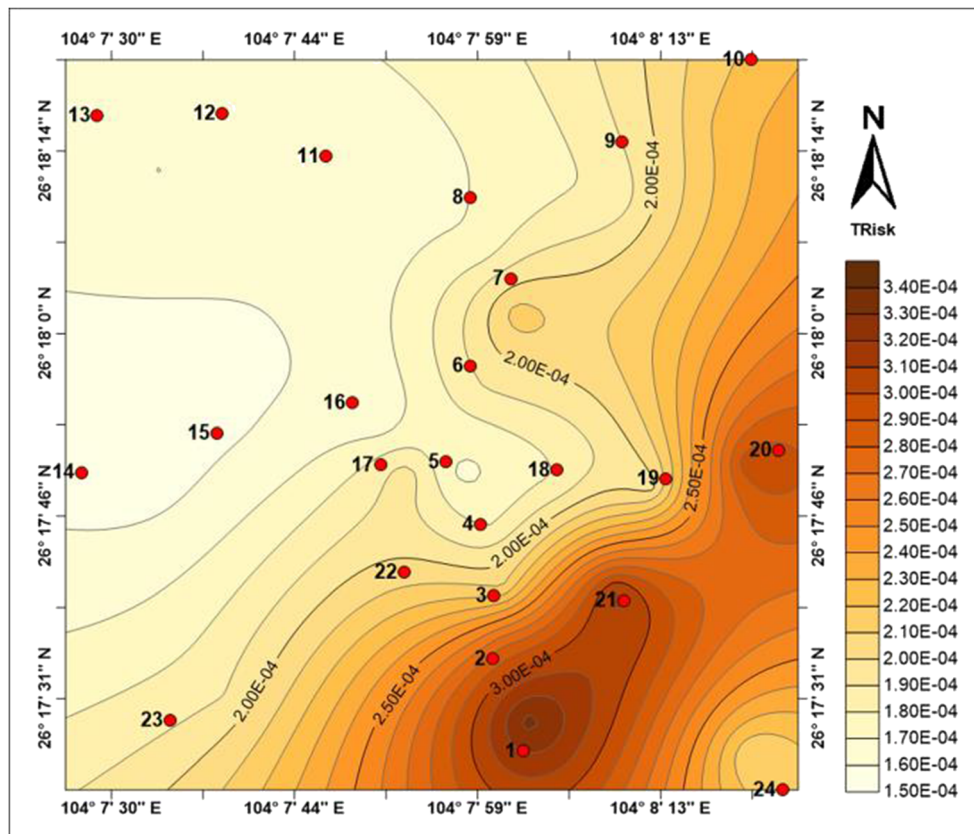 104° 7' 30" E 104° 7' 44" E 104° 7' 59" E 104° 8' 13" E
10
13
12
11
9
8
7
6
16
15
14
17
5
18
19
20
4
22
3
21
2
23
1
24
2.00E-04
2.00E-04
2.50E-04
2.00E-04
3.00E-04
2.00E-04
2.50E-04
26° 18' 14" N
26° 18' 0" N
26° 17' 46" N
26° 17' 31" N
26° 18' 14" N
26° 18' 0" N
26° 17' 46" N
26° 17' 31" N
104° 7' 30" E 104° 7' 44" E 104° 7' 59" E 104° 8' 13" E
N
TRisk
3.40E-04
3.30E-04
3.20E-04
3.10E-04
3.00E-04
2.90E-04
2.80E-04
2.70E-04
2.60E-04
2.50E-04
2.40E-04
2.30E-04
2.20E-04
2.10E-04
2.00E-04
1.90E-04
1.80E-04
1.70E-04
1.60E-04
1.50E-04